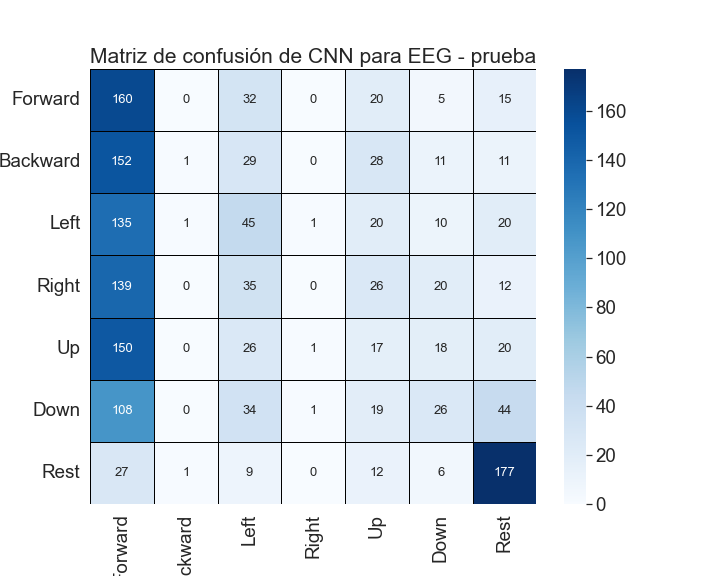 Matriz de confusión de CNN para EEG - prueba
Forward 160 0 32 0 20 5 15
Backward 152 1 29 0 28 11 11
Left 135 1 45 1 20 10 20
Right 139 0 35 0 26 20 12
Up 150 0 26 1 17 18 20
Down 108 0 34 1 19 26 44
Rest 27 1 9 0 12 6 177
Forward
ckward
Left
Right
Up
Down
Rest
160
140
120
100
80
60
40
20
0